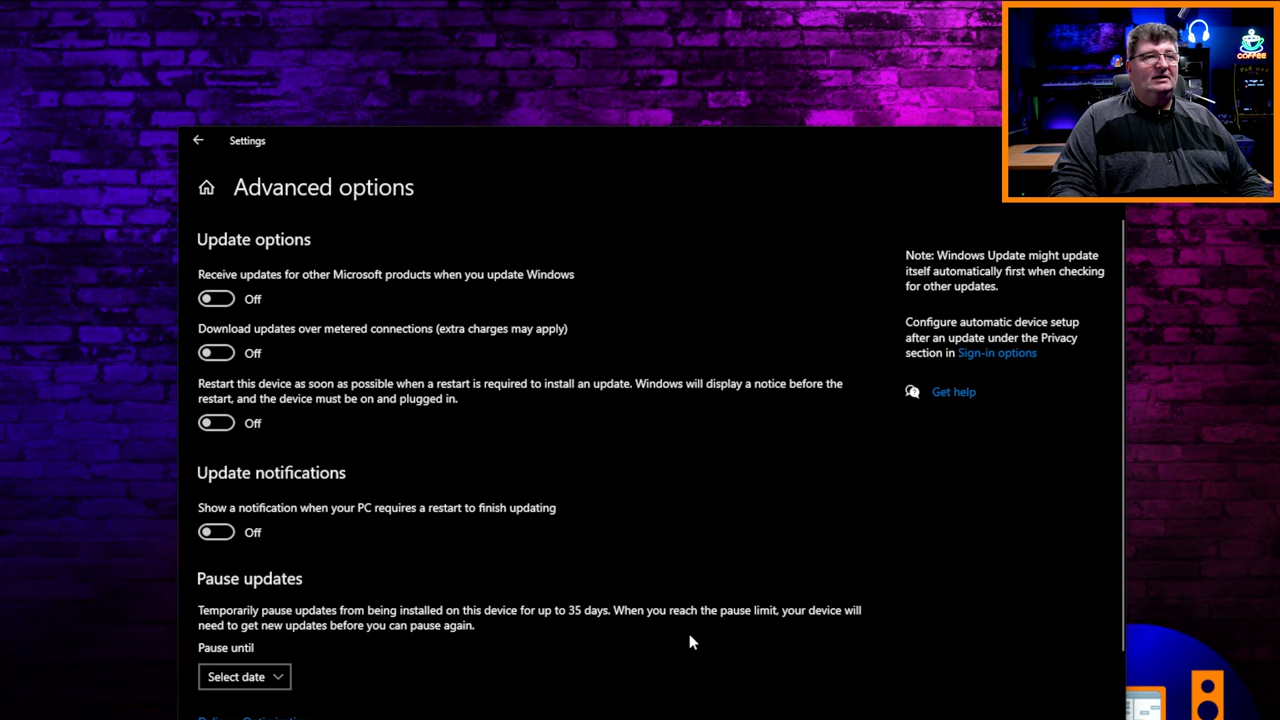 COFFEE
Settings
Advanced options
Update options
Receive updates for other Microsoft products when you update Windows
Off
Download updates over metered connections (extra charges may apply)
Off
Restart this device as soon as possible when a restart is required to install an update. Windows will display a notice before the
restart, and the device must be on and plugged in.
Off
Update notifications
Show a notification when your PC requires a restart to finish updating
Off
Pause updates
Temporarily pause updates from being installed on this device for up to 35 days. When you reach the pause limit, your device will
need to get new updates before you can pause again.
Pause until
Select date
Note: Windows Update might update
itself automatically first when checking
for other updates.
Configure automatic device setup
after an update under the Privacy
section in Sign-in options
Get help